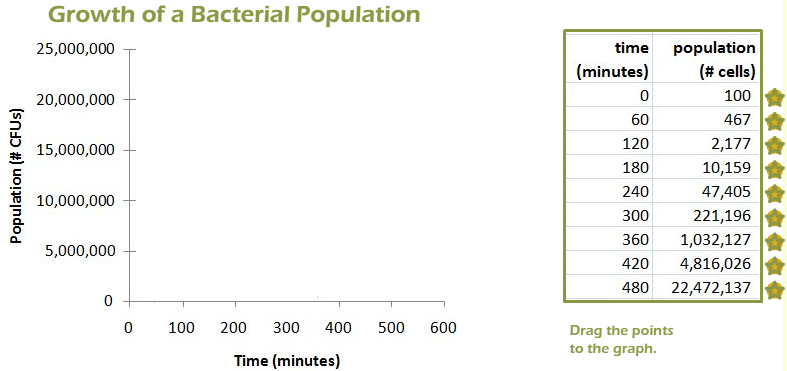 Growth of a Bacterial Population
25,000,000
20,000,000
15,000,000
10,000,000
5,000,000
0
Population (# CFUs)
0 100 200 300 400 500 600
Time (minutes)
time population
(minutes) (# cells)
0 100
60 467
120 2,177
180 10,159
240 47,405
300 221,196
360 1,032,127
420 4,816,026
480 22,472,137
Drag the points
to the graph.